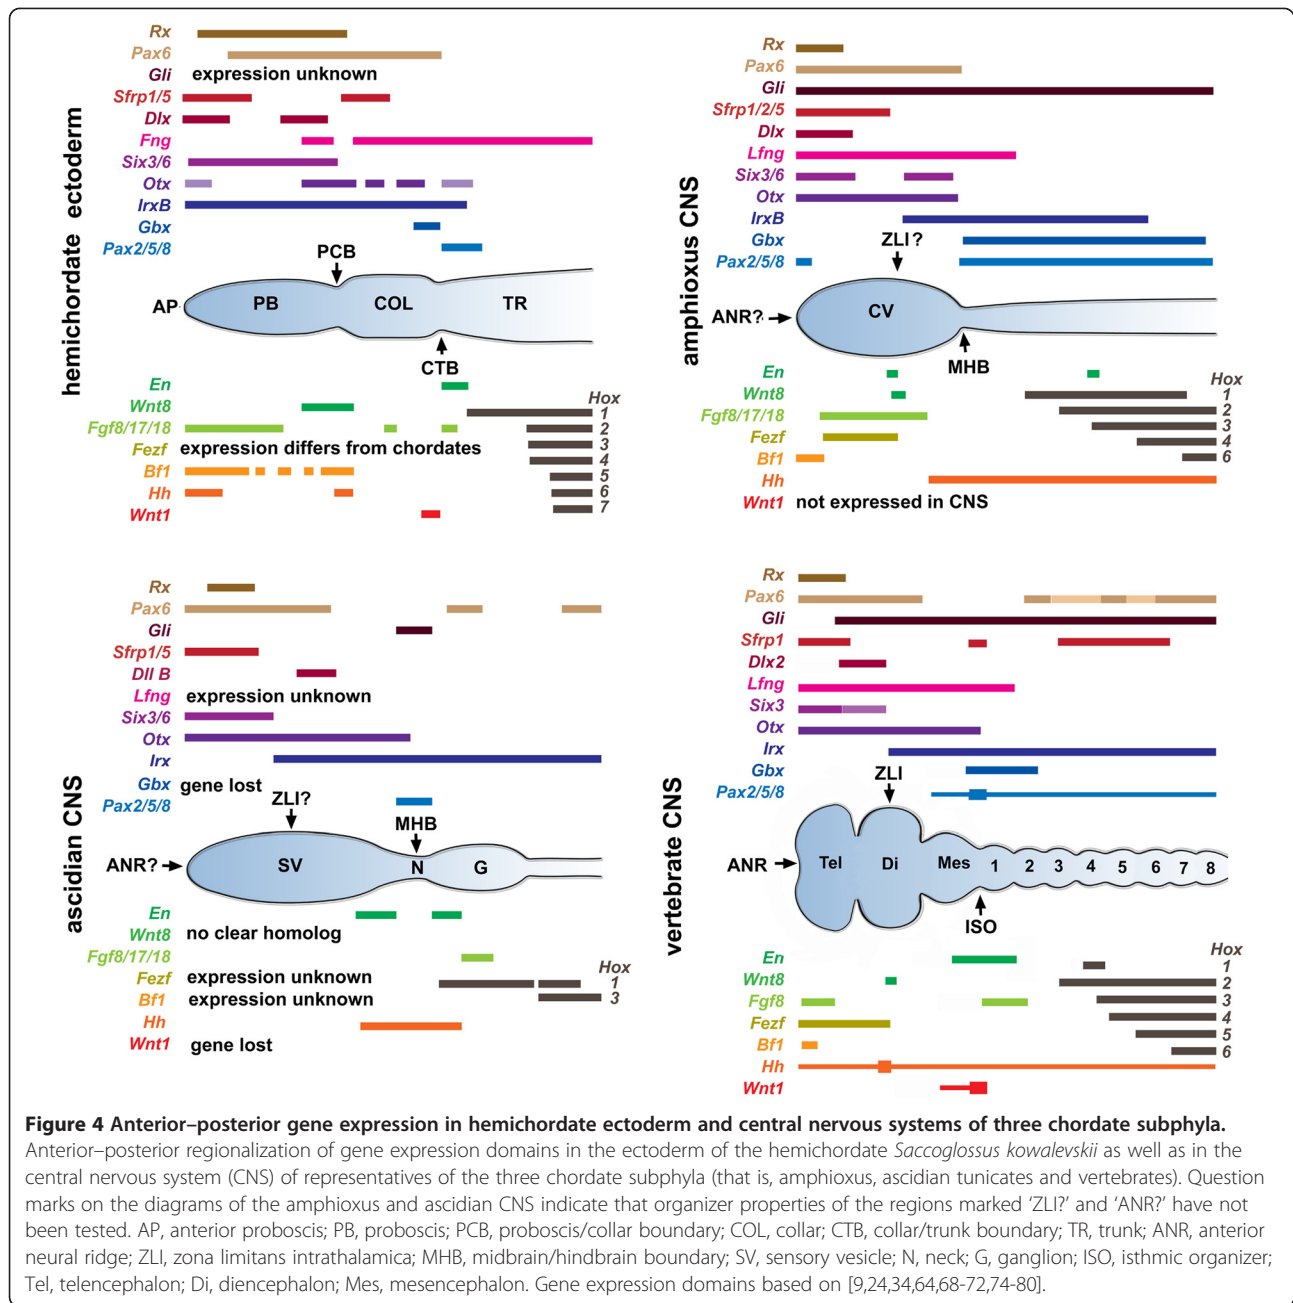 hemichordate ectoderm
Rx
Pax6
Gli expression unknown
Sfrp1/5
Dlx
Fng
Six3/6
Otx
IrxB
Gbx
Pax2/5/8
PCB
AP
PB
COL
TR
CTB
En
Wnt8
Fgf8/17/18
Fezf expression differs from chordates
Bf1
Hh
Wnt1
Hox
1
2
3
4
5
6
7
amphioxus CNS
Rx
Pax6
Gli
Sfrp1/2/5
Dlx
Lfng
Six3/6
Otx
IrxB
Gbx
Pax2/5/8
ZLI?
ANR?
CV
MHB
En
Wnt8
Fgf8/17/18
Fezf
Bf1
Hh
Wnt1 not expressed in CNS
Hox
1
2
3
4
6
ascidian CNS
Rx
Pax6
Gli
Sfrp1/5
Dll B
Lfng expression unknown
Six3/6
Otx
Irx
Gbx gene lost
Pax2/5/8
ZLI?
MHB
ANR?
SV
N
G
En
Wnt8 no clear homolog
Fgf8/17/18
Fezf expression unknown
Bf1 expression unknown
Hh
Wnt1 gene lost
Hox
1
3
vertebrate CNS
Rx
Pax6
Gli
Sfrp1
Dlx2
Lfng
Six3
Otx
Irx
Gbx
Pax2/5/8
ZLI
ANR
Tel
Di
Mes
1 2 3 4 5 6 7 8
ISO
En
Wnt8
Fgf8
Fezf
Bf1
Hh
Wnt1
Hox
1
2
3
4
5
6
Figure 4 Anterior–posterior gene expression in hemichordate ectoderm and central nervous systems of three chordate subphyla.
Anterior–posterior regionalization of gene expression domains in the ectoderm of the hemichordate Saccoglossus kowalevskii as well as in the
central nervous system (CNS) of representatives of the three chordate subphyla (that is, amphioxus, ascidian tunicates and vertebrates). Question
marks on the diagrams of the amphioxus and ascidian CNS indicate that organizer properties of the regions marked ‘ZLI?’ and ‘ANR?’ have not
been tested. AP, anterior proboscis; PB, proboscis; PCB, proboscis/collar boundary; COL, collar; CTB, collar/trunk boundary; TR, trunk; ANR, anterior
neural ridge; ZLI, zona limitans intrathalamica; MHB, midbrain/hindbrain boundary; SV, sensory vesicle; N, neck; G, ganglion; ISO, isthmic organizer;
Tel, telencephalon; Di, diencephalon; Mes, mesencephalon. Gene expression domains based on [9,24,34,64,68-72,74-80].